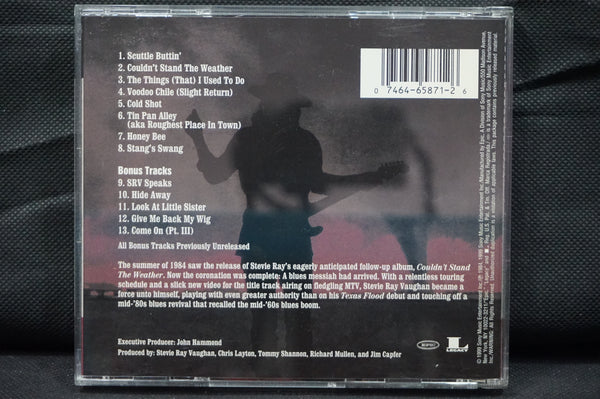 1. Scuttle Buttin'
2. Couldn't Stand The Weather
3. The Things (That) I Used To Do
4. Voodoo Chile (Slight Return)
5. Cold Shot
6. Tin Pan Alley
(aka Roughest Place In Town)
7. Honey Bee
8. Stang's Swang
Bonus Tracks
9. SRV Speaks
10. Hide Away
11. Look At Little Sister
12. Give Me Back My Wig
13. Come On (Pt. III)
All Bonus Tracks Previously Unreleased
The summer of 1984 saw the release of Stevie Ray's eagerly anticipated follow-up album, Couldn't Stand
The Weather. Now the coronation was complete: A blues messiah had arrived. With a relentless touring
schedule and a slick new video for the title track airing on fledgling MTV, Stevie Ray Vaughan became a
force unto himself, playing with even greater authority than on his Texas Flood debut and touching off a
mid-'80s blues revival that recalled the mid-'60s blues boom.
Executive Producer: John Hammond
Produced by: Stevie Ray Vaughan, Chris Layton, Tommy Shannon, Richard Mullen, and Jim Capfer
0 7464-65871-2 6
epic
L
LEGACY